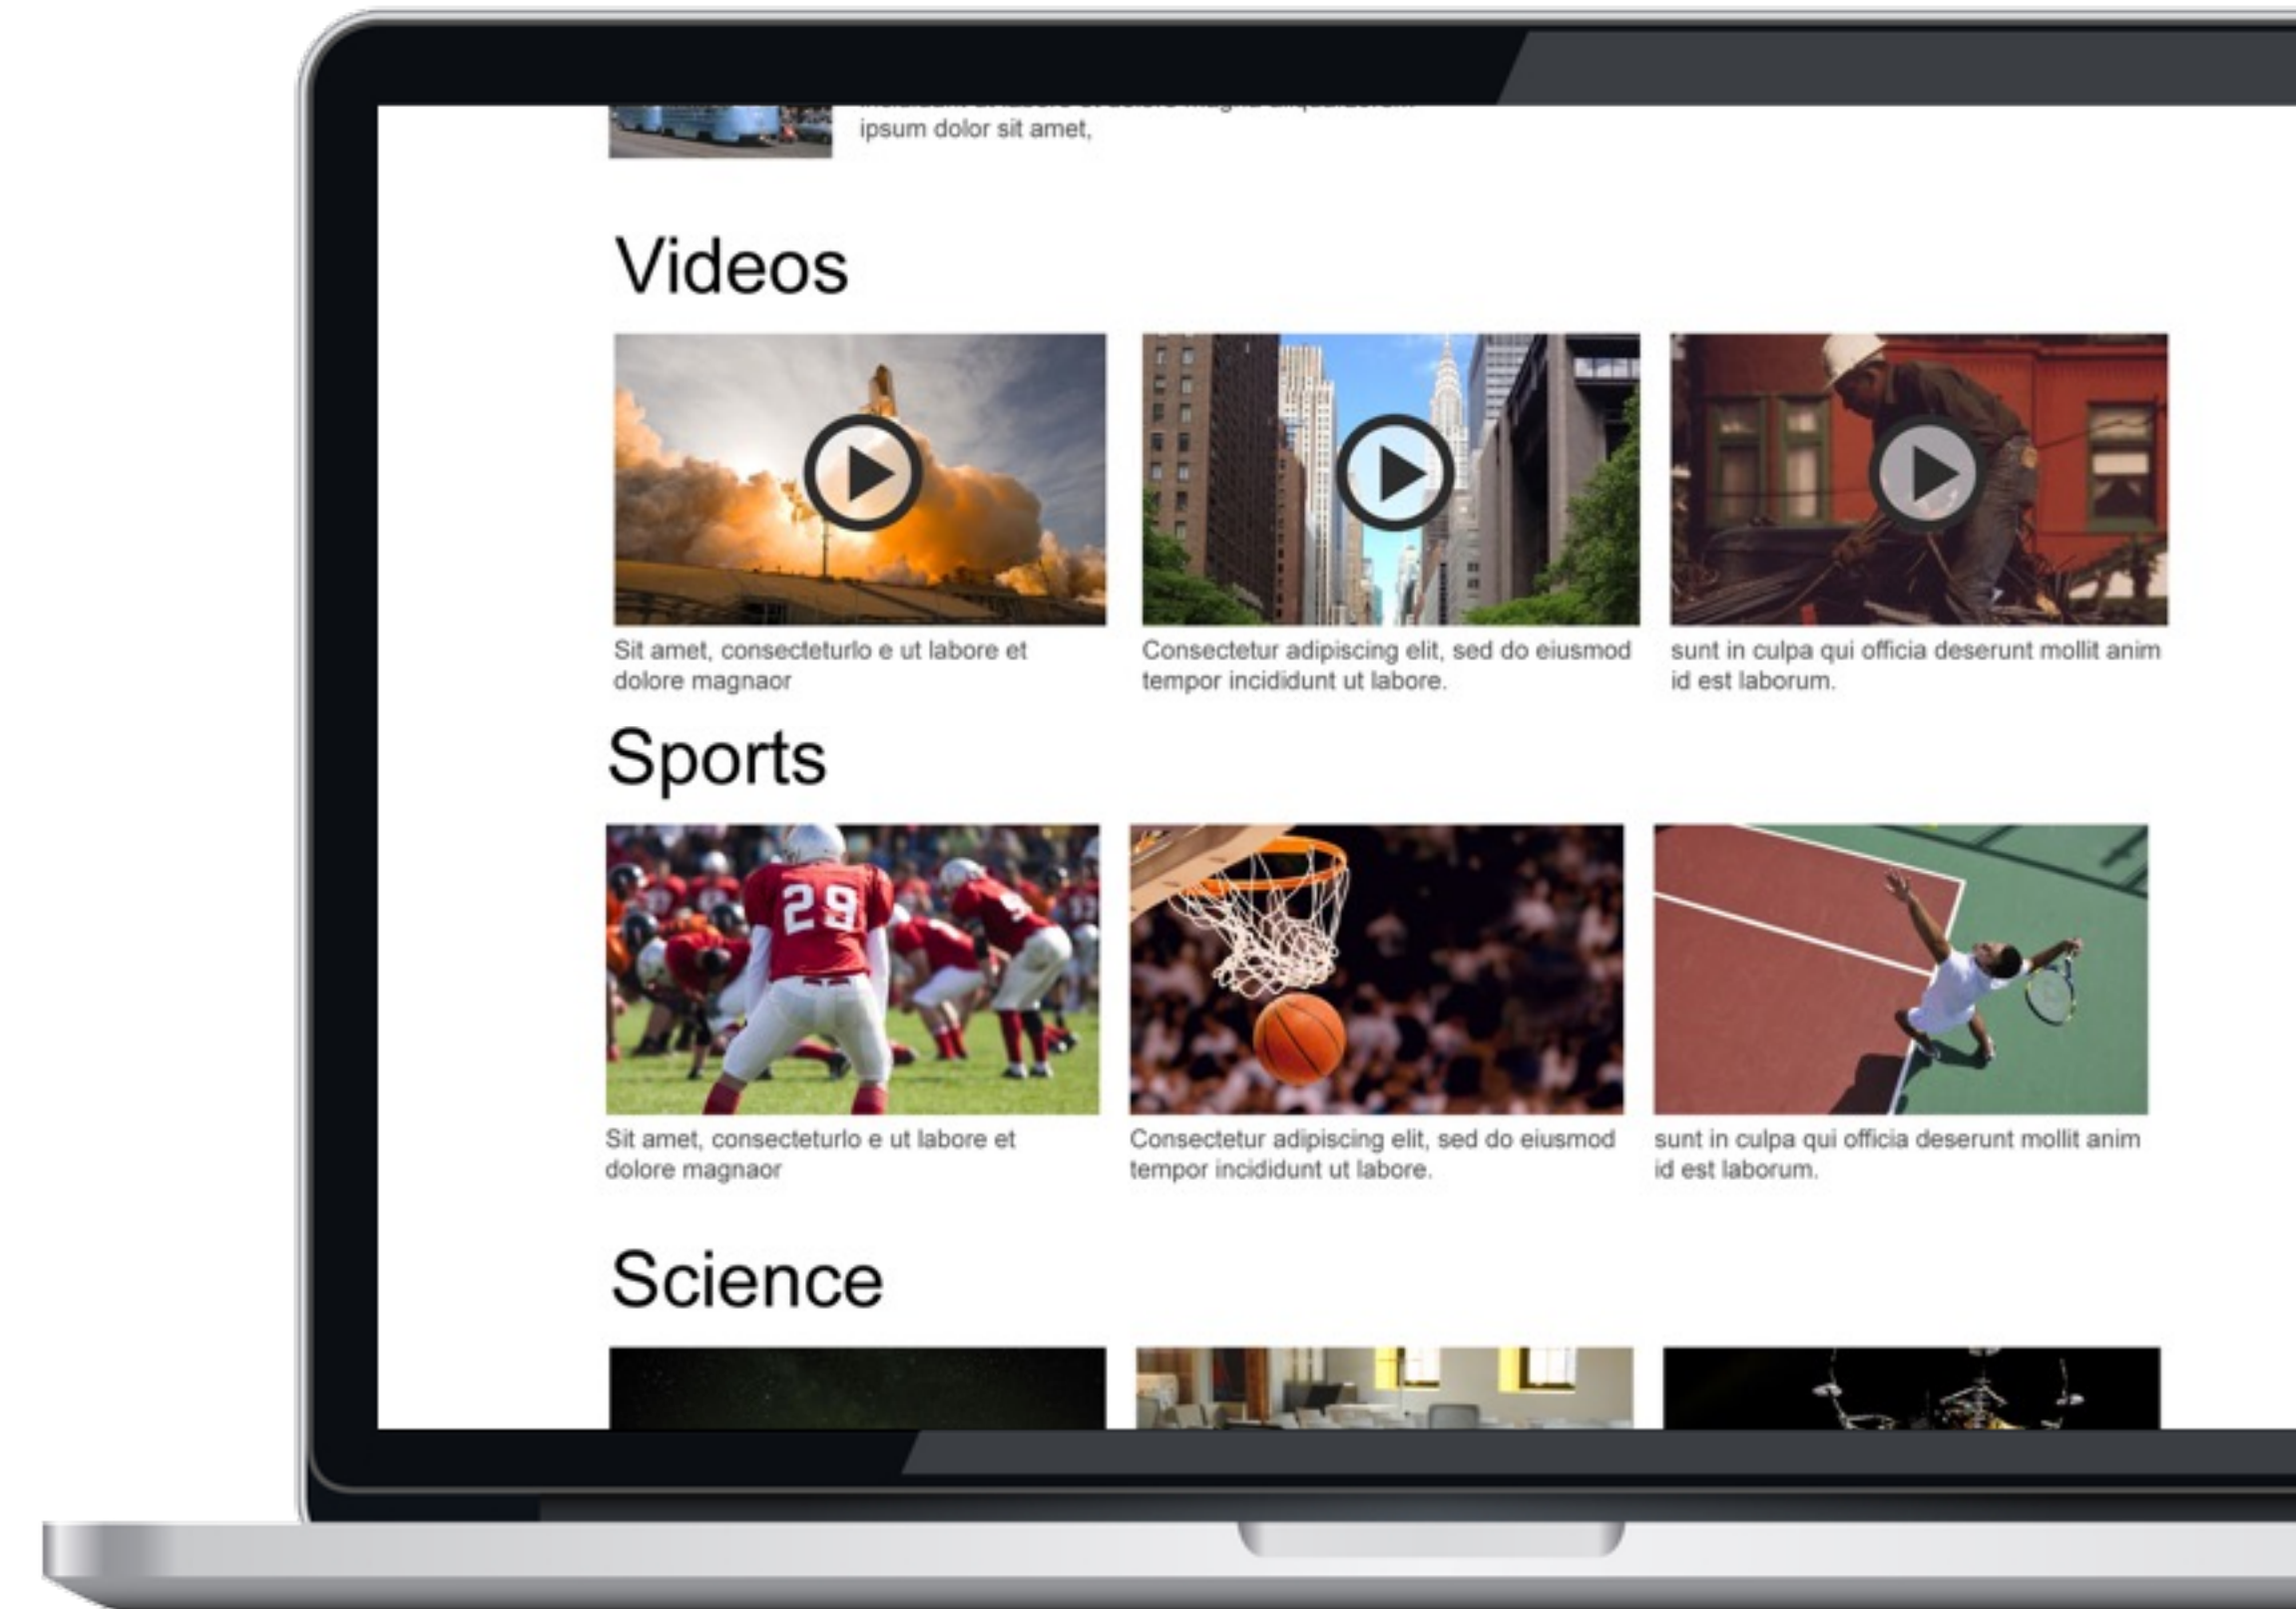 ipsum dolor sit amet,
Videos
Sit amet, consecteturlo e ut labore et
dolore magnaor
Consectetur adipiscing elit, sed do eiusmod
tempor incididunt ut labore.
sunt in culpa qui officia deserunt mollit anim
id est laborum.
Sports
29
Sit amet, consecteturlo e ut labore et
dolore magnaor
Consectetur adipiscing elit, sed do eiusmod
tempor incididunt ut labore.
sunt in culpa qui officia deserunt mollit anim
id est laborum.
Science